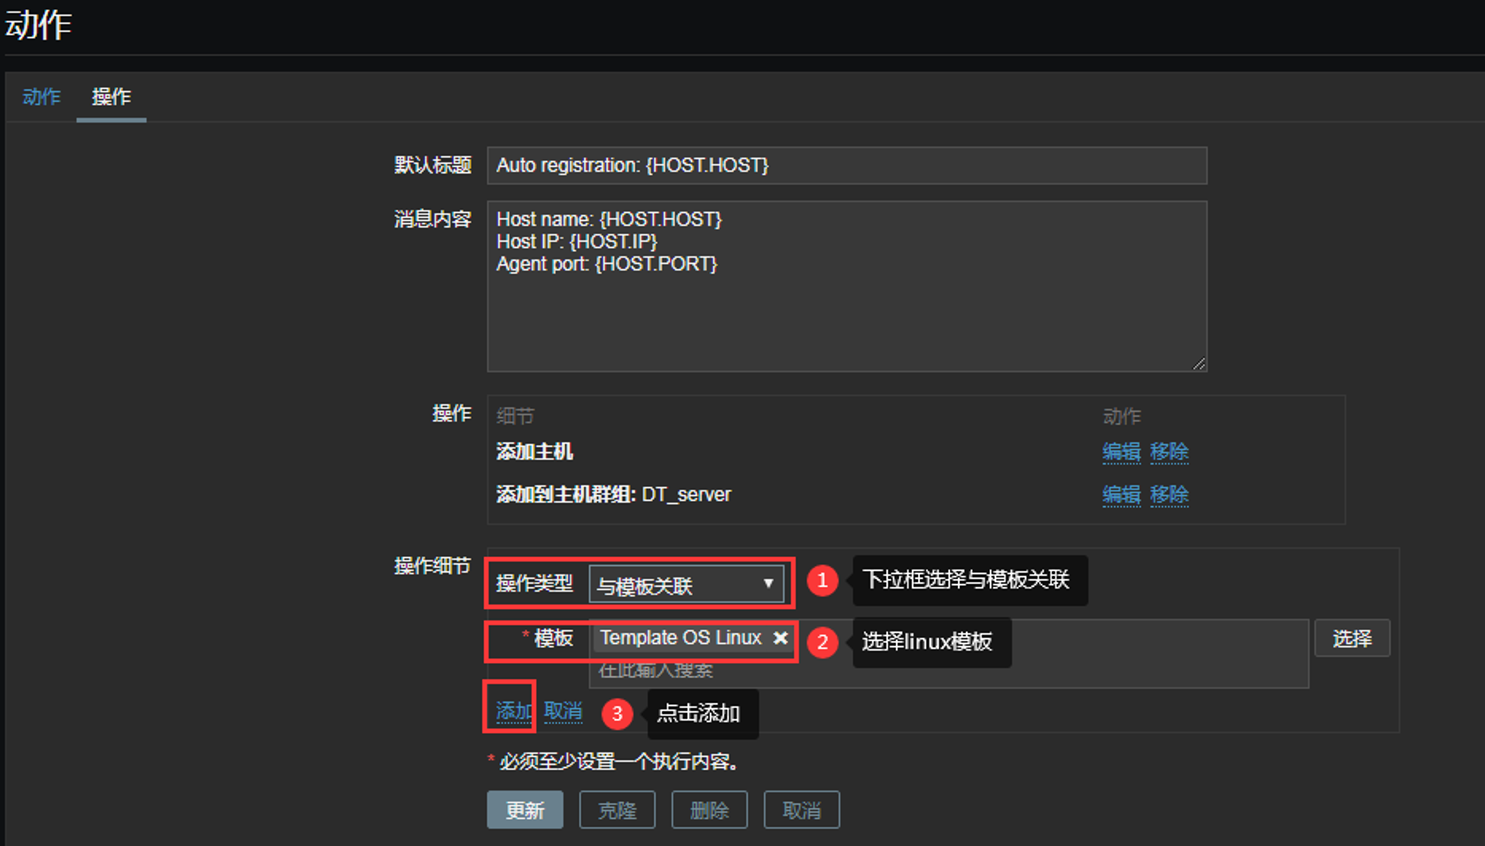 动作
动作 操作
默认标题 Auto registration: {HOST.HOST}
消息内容 Host name: {HOST.HOST}
Host IP: {HOST.IP}
Agent port: {HOST.PORT}
操作 细节 动作
添加主机 编辑 移除
添加到主机群组: DT_server 编辑 移除
操作细节 操作类型 与模板关联 ▼ 1 下拉框选择与模板关联
* 模板 Template OS Linux ✖ 2 选择linux模板 选择
在此输入搜索
添加 取消 3 点击添加
* 必须至少设置一个执行内容。
更新 克隆 删除 取消